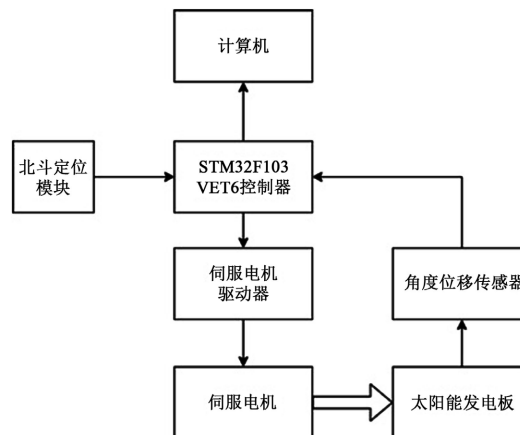 计算机
北斗定位
模块
STM32F103
VET6控制器
伺服电机
驱动器
角度位移传感器
伺服电机
太阳能发电板